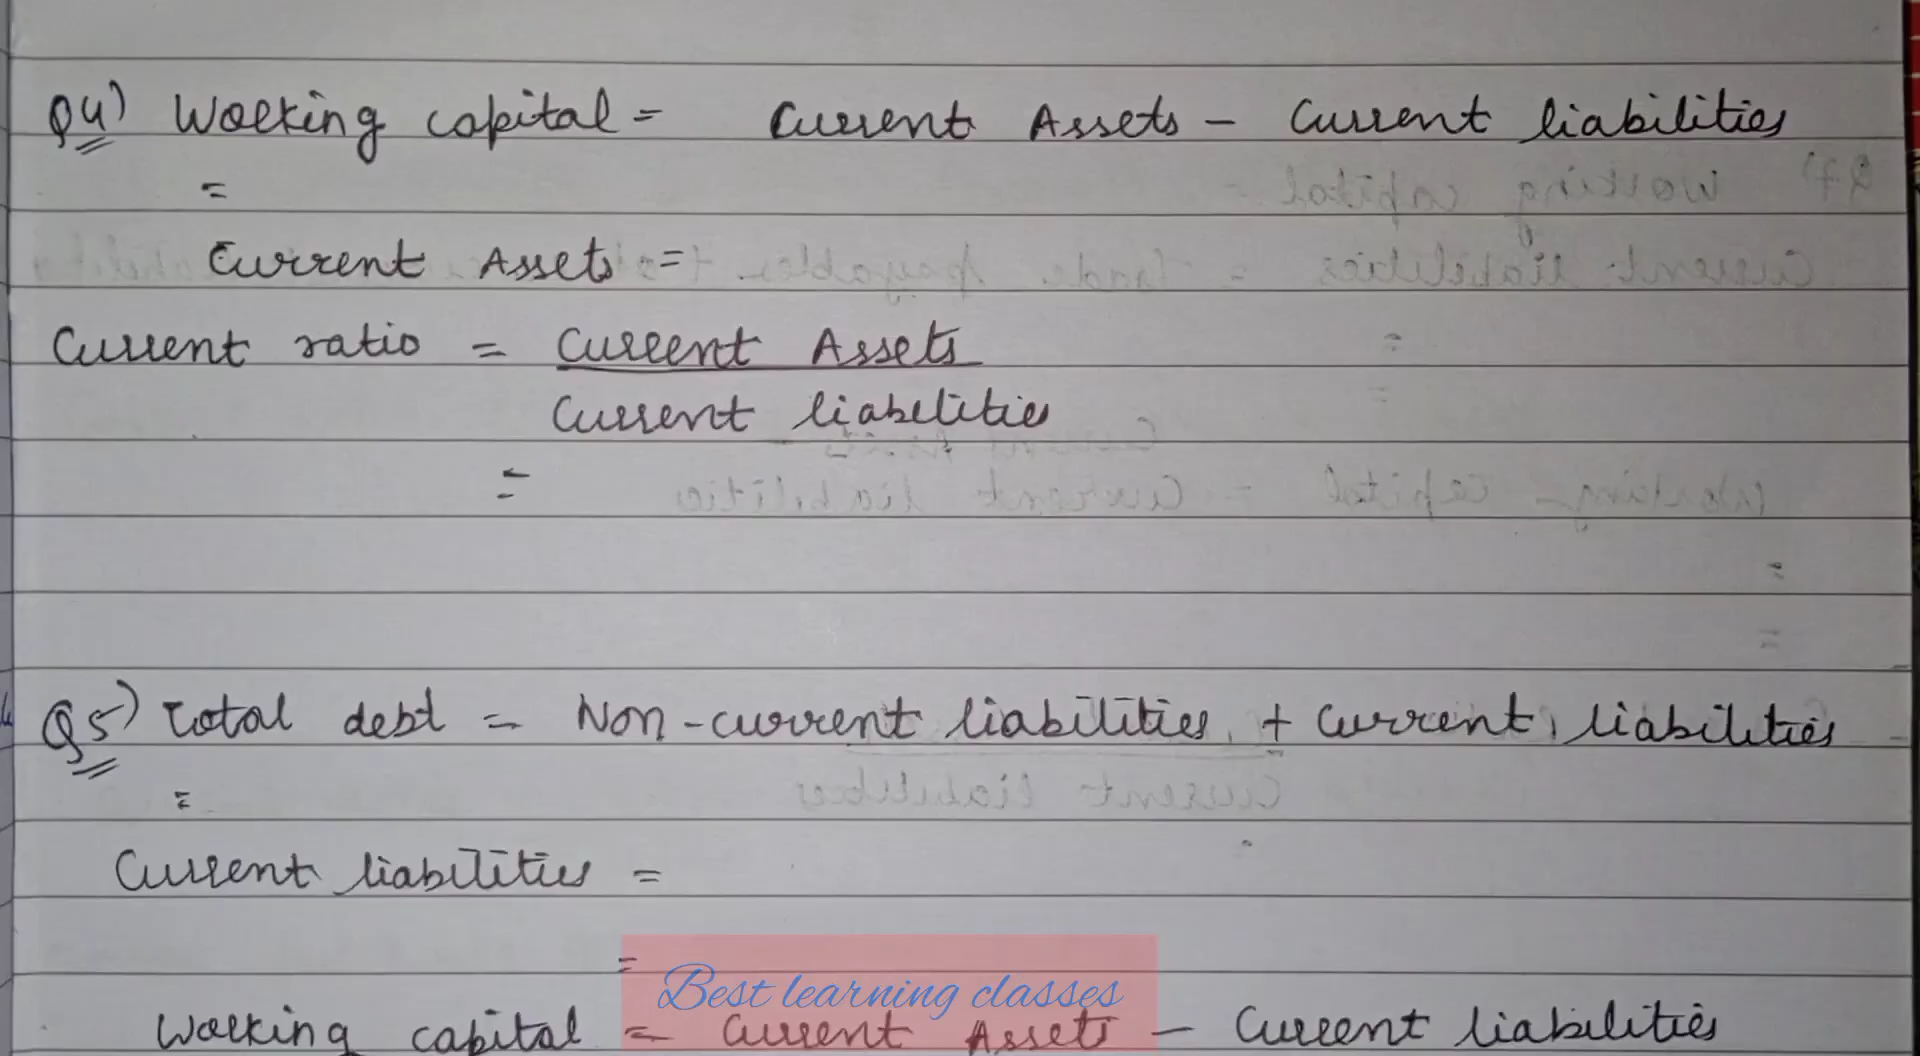 Q4) Working capital = Current Assets - Current liabilities
=
Current Assets =
Current ratio = Current Assets
Current liabilities
=
Q5) Total debt = Non-current liabilities + Current liabilities
=
Current liabilities =
=
Best learning classes
Working capital = Current Assets - Current liabilities